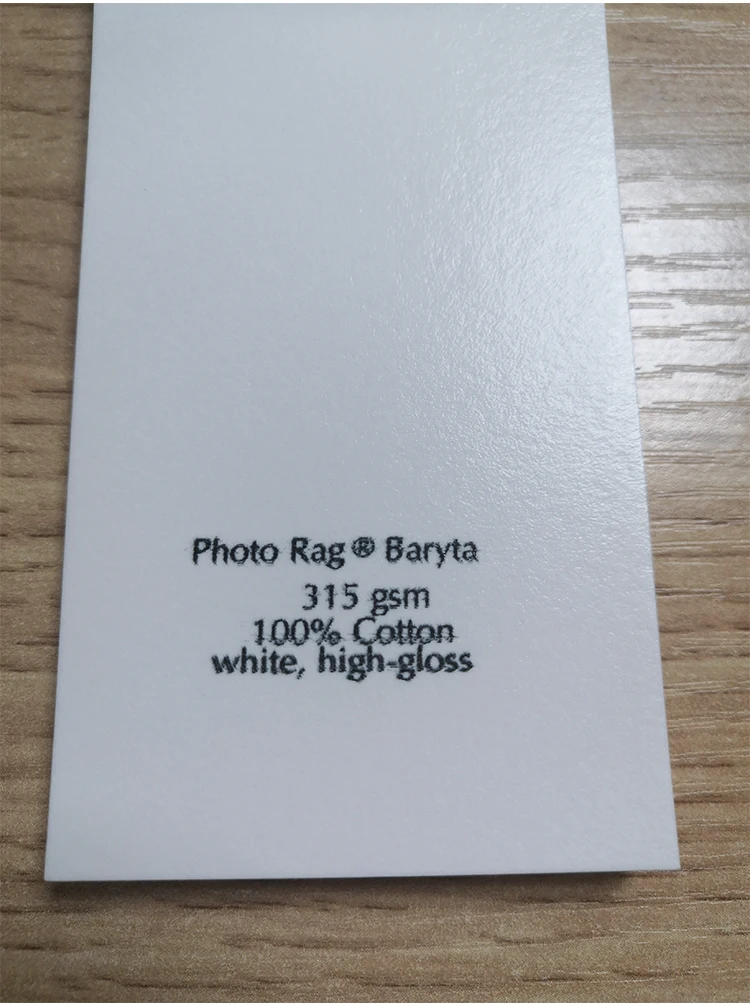 Photo Rag® Baryta
315 gsm
100% Cotton
white, high-gloss